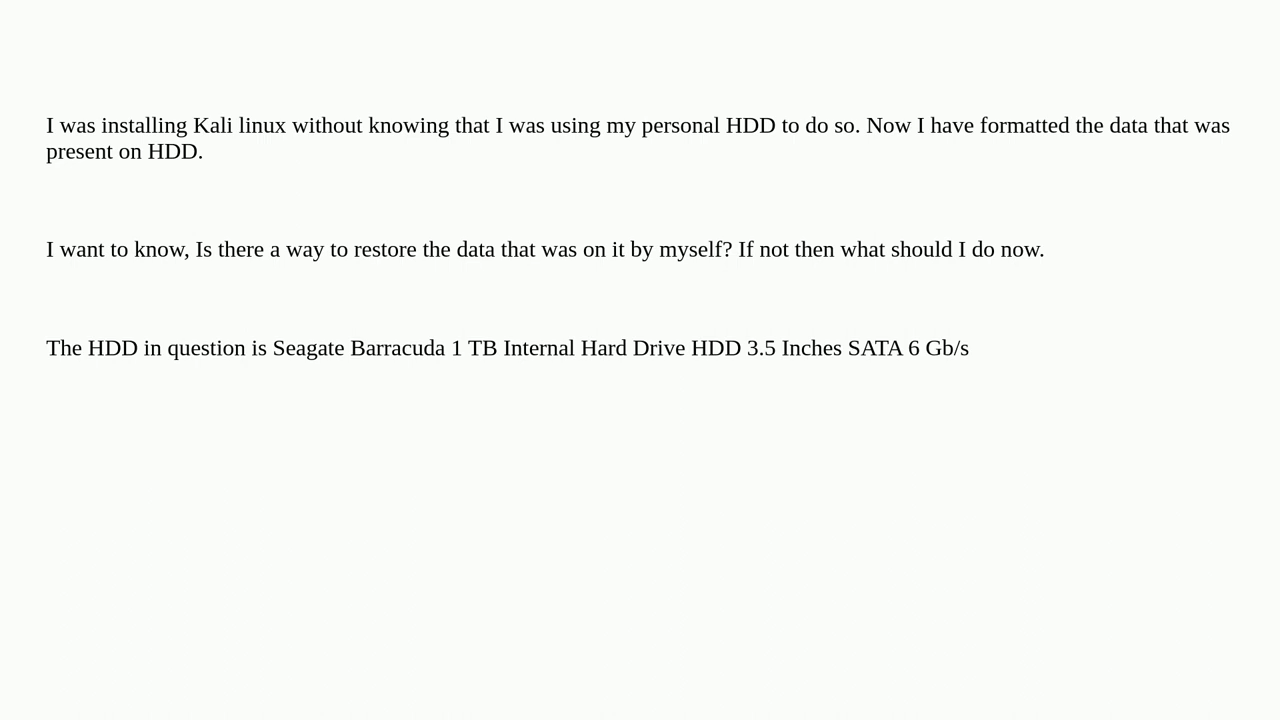 I was installing Kali linux without knowing that I was using my personal HDD to do so. Now I have formatted the data that was
present on HDD.
I want to know, Is there a way to restore the data that was on it by myself? If not then what should I do now.
The HDD in question is Seagate Barracuda 1 TB Internal Hard Drive HDD 3.5 Inches SATA 6 Gb/s